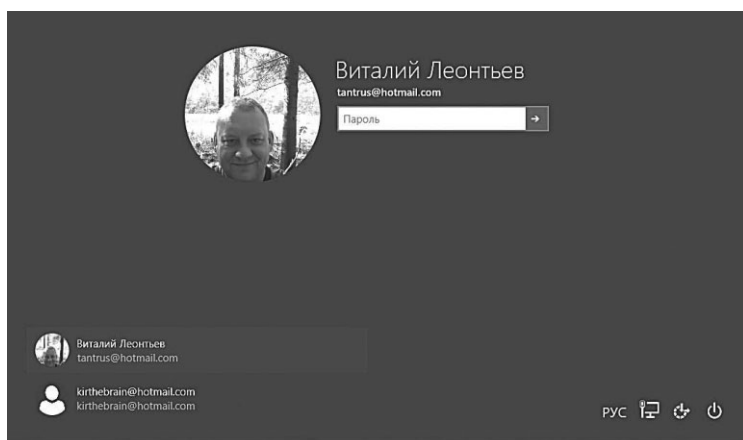 Виталий Леонтьев
tantrus@hotmail.com
Пароль
Виталий Леонтьев
tantrus@hotmail.com
kirthebrain@hotmail.com
kirthebrain@hotmail.com
РУС